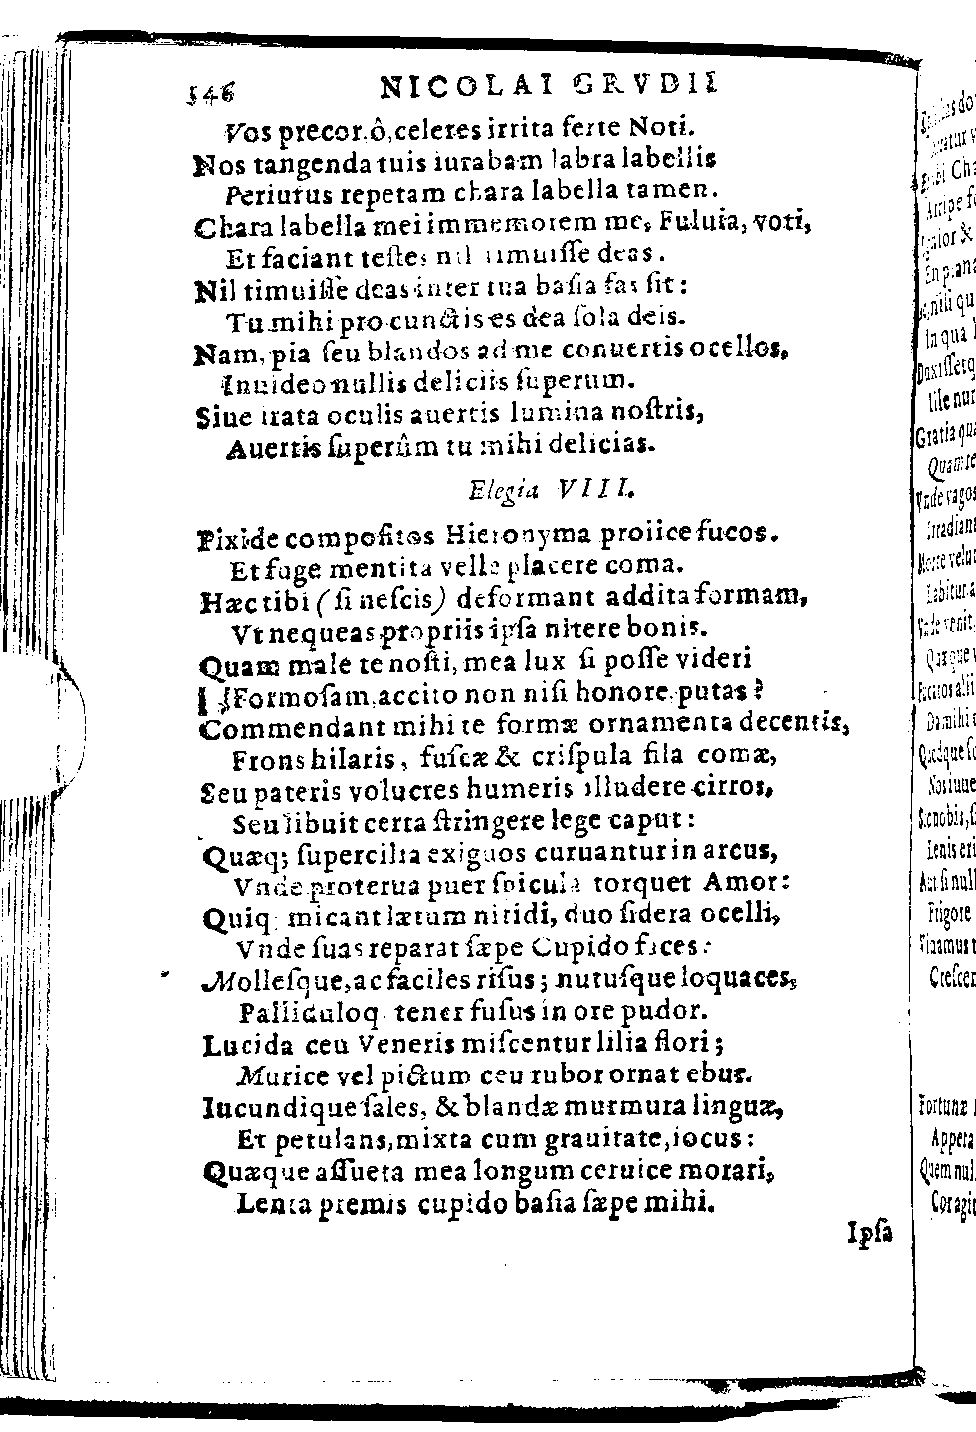 546 NICOLAI GRVDII
Vos precor, ô, celeres irrita ferte Noti.
Nos tangenda tuis iurabam labra labellis
Periurus repetam chara labella tamen.
Chara labella mei immemorem me, Fuluia, voti,
Et faciant testes nil timuisse deas.
Nil timuisse deas inter tua basia fas sit:
Tu mihi pro cunctis es dea sola deis.
Nam, pia seu blandos ad me conuertis ocellos,
Inuideo nullis deliciis superum.
Siue irata oculis auertis lumina nostris,
Auertis superûm tu mihi delicias.
Elegia VIII.
Pixide compositos Hieronyma proiice fucos.
Et fuge mentita velle placere coma.
Hæc tibi (si nescis) deformant addita formam,
Vt nequeas propriis ipsa nitere bonis.
Quam male te nosti, mea lux si posse videri
Formosam, accito non nisi honore putas?
Commendant mihi te formæ ornamenta decentis,
Frons hilaris, fuscæ & crispula fila comæ,
Seu pateris volucres humeris illudere cirros,
Seu libuit certa stringere lege caput:
Quæq; supercilia exiguos curuantur in arcus,
Vnde proterua puer spicula torquet Amor:
Quiq; micant lætum nitidi, duo sidera ocelli,
Vnde suas reparat sæpe Cupido faces:
Mollesque, ac faciles risus; nutusque loquaces,
Palliduloq; tener fusus in ore pudor.
Lucida ceu Veneris miscentur lilia flori;
Murice vel pictum ceu rubor ornat ebur.
Iucundique sales, & blandæ murmura linguæ,
Et petulans, mixta cum grauitate, iocus:
Quæque assueta mea longum ceruice morari,
Lenta premis cupido basia sæpe mihi.
Ipsa